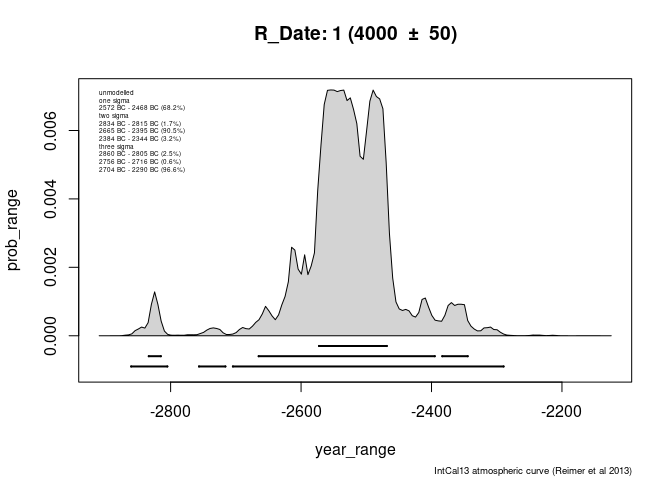 R_Date: 1 (4000 ± 50)
unmodelled
one sigma
2572 BC - 2468 BC (68.2%)
two sigma
2834 BC - 2815 BC (1.7%)
2665 BC - 2395 BC (90.5%)
2384 BC - 2344 BC (3.2%)
three sigma
2860 BC - 2805 BC (2.5%)
2756 BC - 2716 BC (0.6%)
2704 BC - 2290 BC (96.6%)
prob_range
0.006
0.004
0.002
0.000
-2800 -2600 -2400 -2200
year_range
IntCal13 atmospheric curve (Reimer et al 2013)